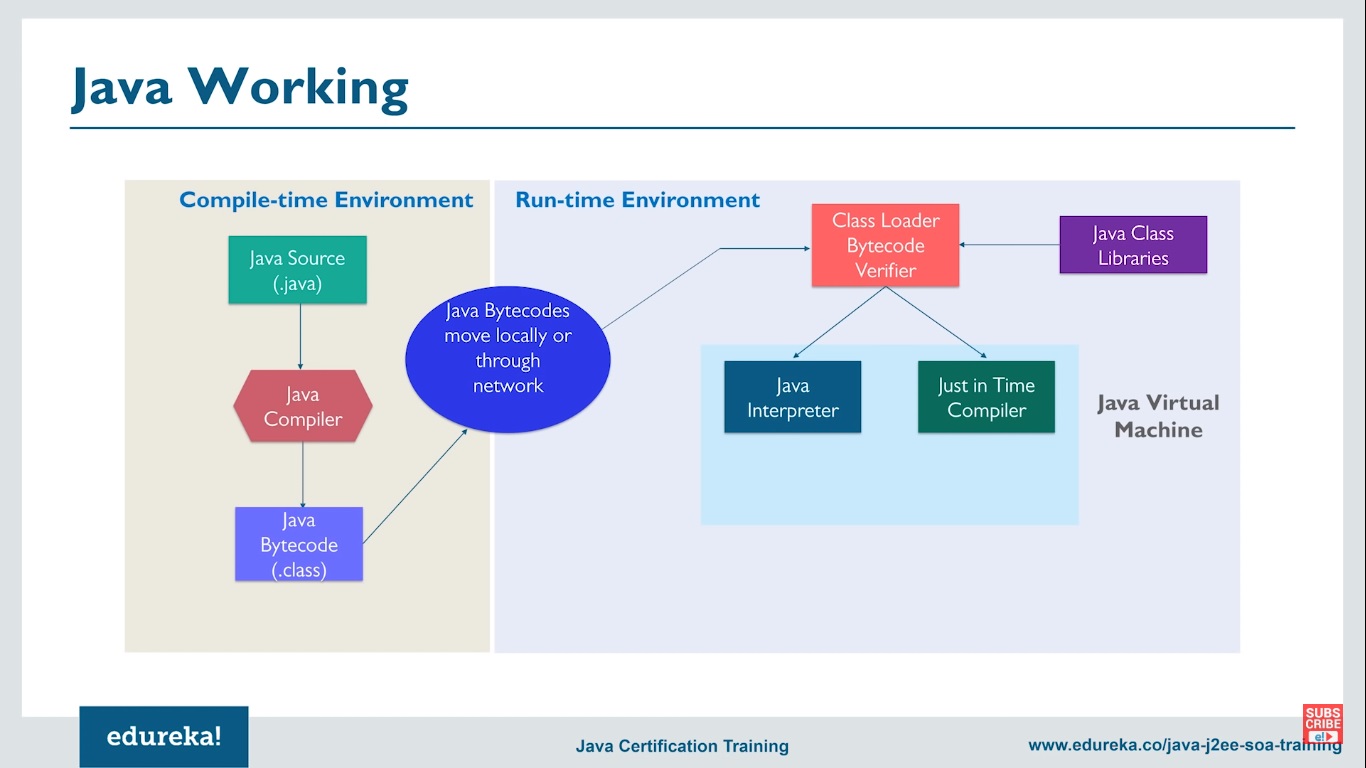 Java Working
Compile-time Environment
Java Source
(.java)
Java
Compiler
Java
Bytecode
(.class)
Java Bytecodes
move locally or
through
network
Run-time Environment
Class Loader
Bytecode
Verifier
Java Class
Libraries
Java
Interpreter
Just in Time
Compiler
Java Virtual
Machine
edureka!
Java Certification Training
www.edureka.co/java-j2ee-soa-training
SUBS
CRIBE
e!